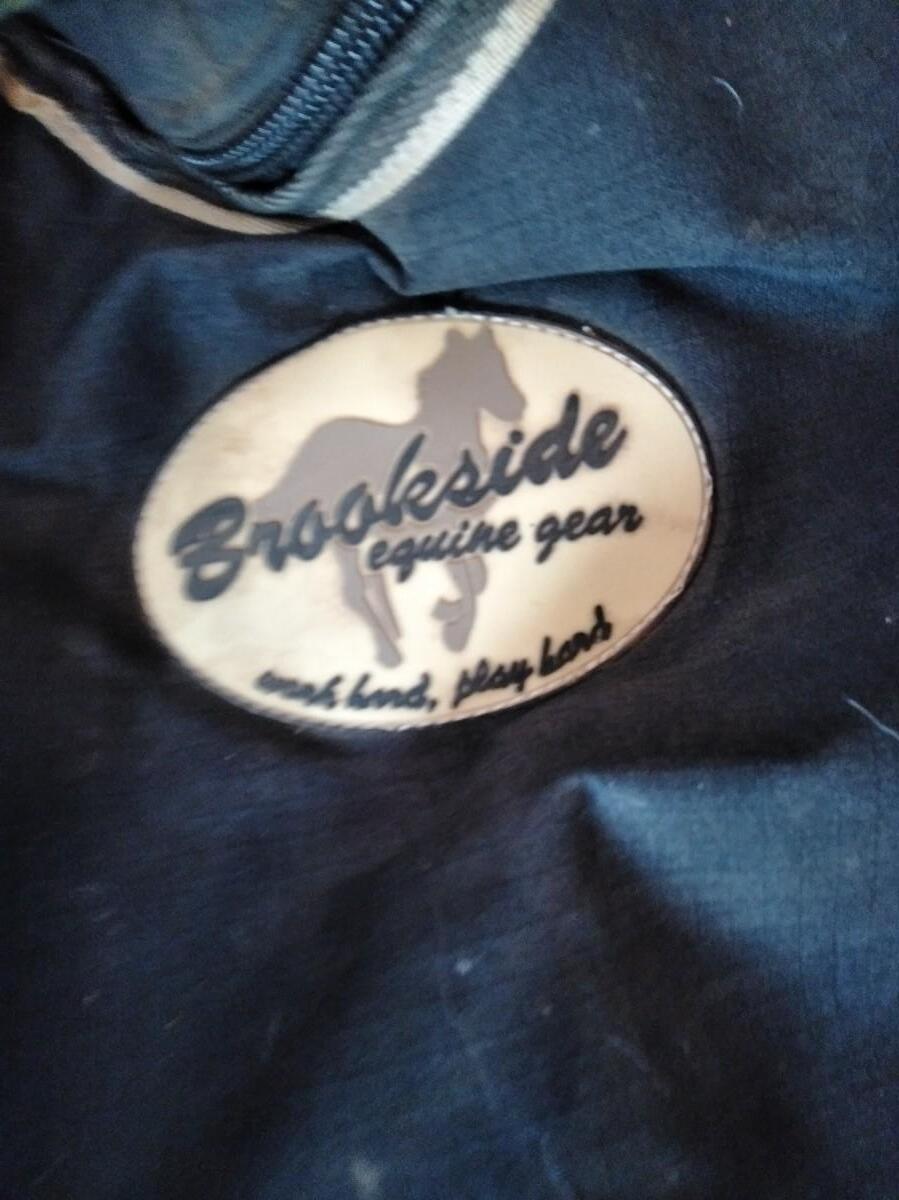 Brookside
equine gear
work hard, play hard